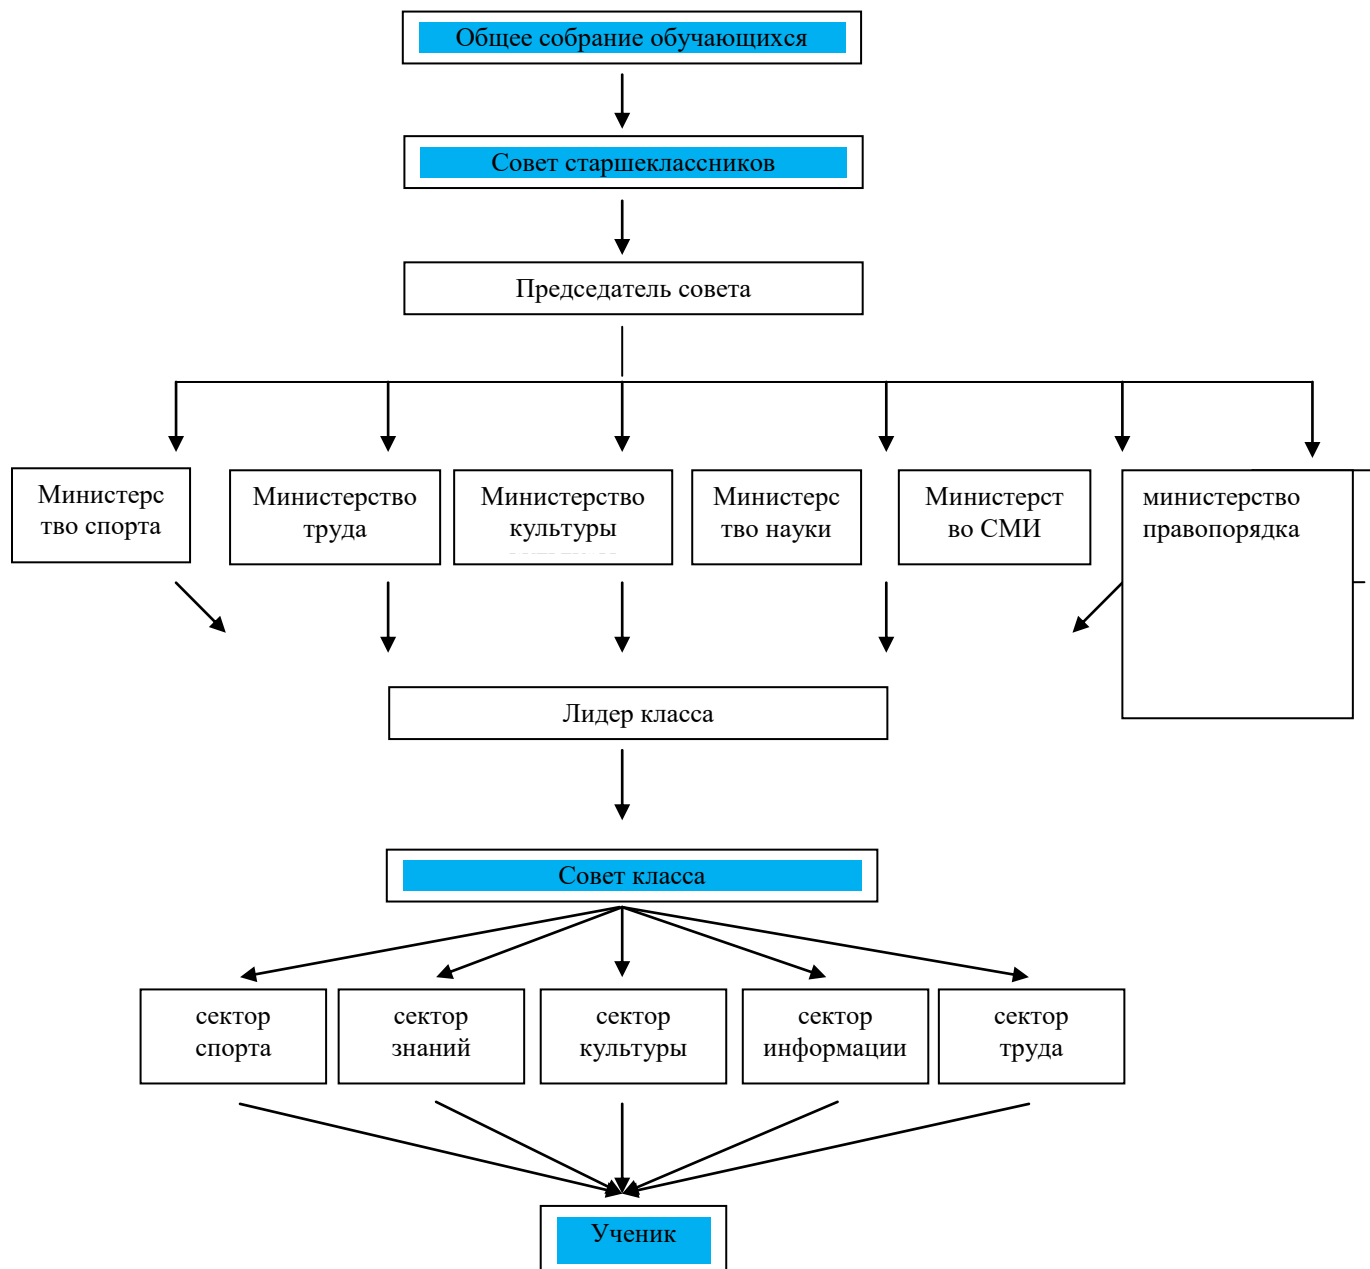 Общее собрание обучающихся
Совет старшеклассников
Председатель совета
Министерс
тво спорта
Министерство
труда
Министерство
культуры
Министерс
тво науки
Министерст
во СМИ
министерство
правопорядка
Лидер класса
Совет класса
сектор
спорта
сектор
знаний
сектор
культуры
сектор
информации
сектор
труда
Ученик